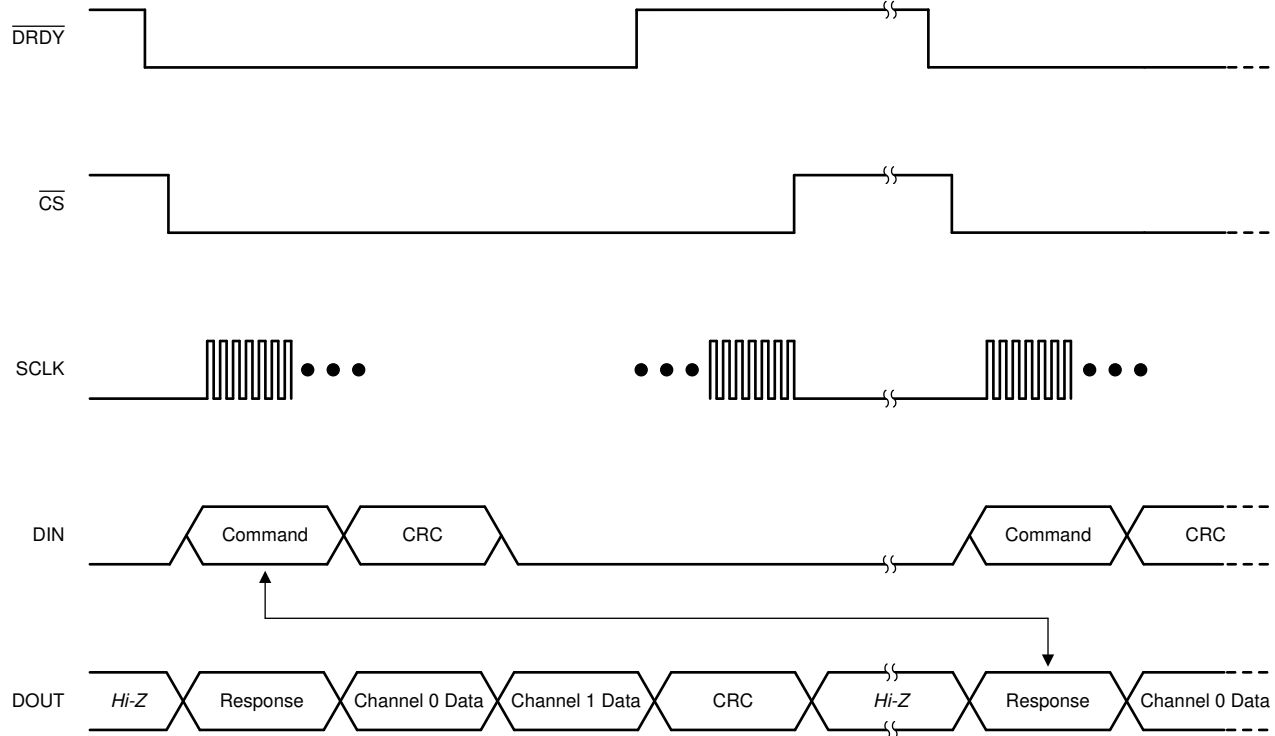 DRDY
CS
SCLK
DIN
Command
CRC
Command
CRC
DOUT
Hi-Z
Response
Channel 0 Data
Channel 1 Data
CRC
Hi-Z
Response
Channel 0 Data